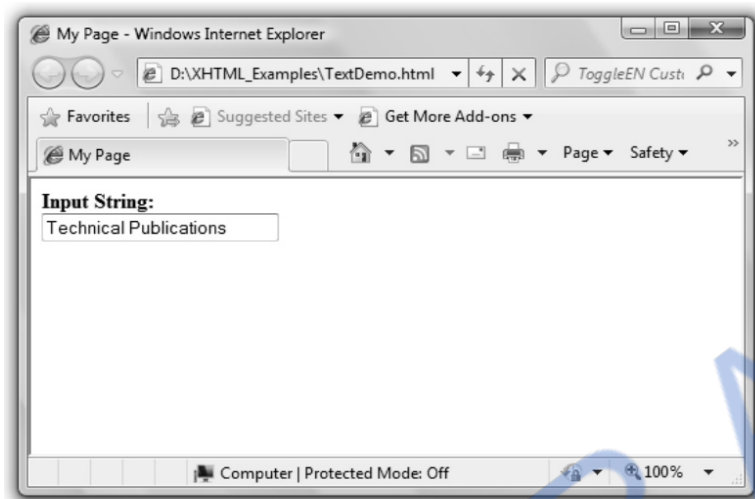 My Page - Windows Internet Explorer
D:\XHTML_Examples\TextDemo.html
ToggleEN Cust
Favorites Suggested Sites Get More Add-ons
My Page Page Safety »
Input String:
Technical Publications
Computer | Protected Mode: Off 100%